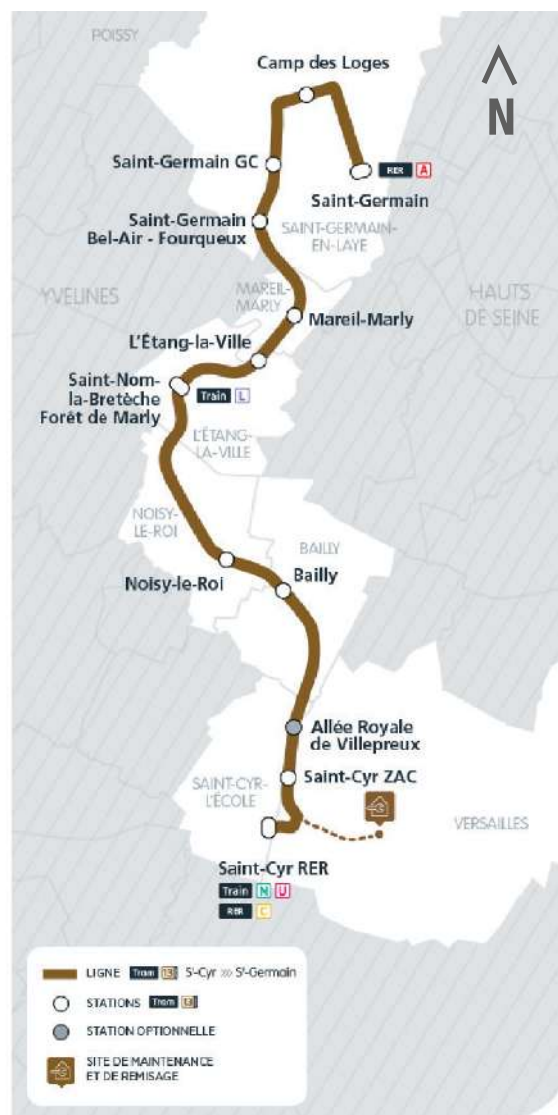 POISSY
N
Camp des Loges
Saint-Germain GC
RER A
Saint-Germain
Saint-Germain
Bel-Air - Fourqueux
SAINT-GERMAIN-
EN-LAYE
YVELINES
MAREIL-
MARLY
HAUTS
DE SEINE
Mareil-Marly
L'Étang-la-Ville
Saint-Nom-
la-Bretèche
Forêt de Marly
Train L
L'ÉTANG-
LA-VILLE
NOISY-
LE-ROI
BAILLY
Noisy-le-Roi
Bailly
Allée Royale
de Villepreux
Saint-Cyr ZAC
SAINT-CYR-
L'ÉCOLE
VERSAILLES
Saint-Cyr RER
Train N U
RER C
LIGNE Tram 13 St-Cyr >>> St-Germain
STATIONS Tram 13
STATION OPTIONNELLE
SITE DE MAINTENANCE
ET DE REMISAGE